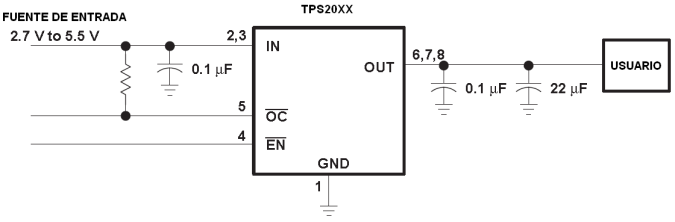 TPS20XX
FUENTE DE ENTRADA
2.7 V to 5.5 V
2,3
IN
0.1 µF
6,7,8
OUT
USUARIO
0.1 µF
22 µF
5
OC
4
EN
GND
1